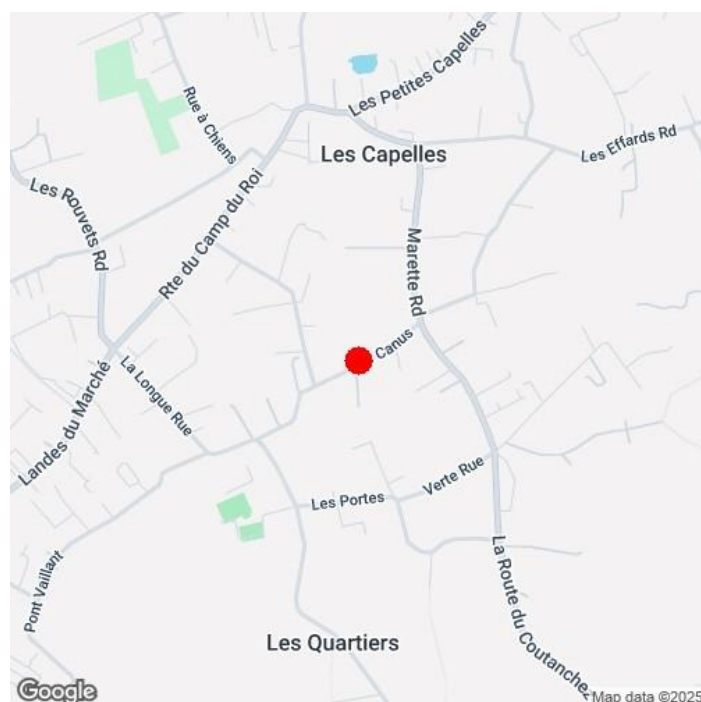 Les Petites Capelles
Rue à Chiens
Les Capelles
Les Effards Rd
Les Rouvets Rd
Rte du Camp du Roi
Marette Rd
Canus
La Longue Rue
Landes du Marché
Verte Rue
Les Portes
Pont Vaillant
La Route du Coutanchez
Les Quartiers
Google
Map data ©2025